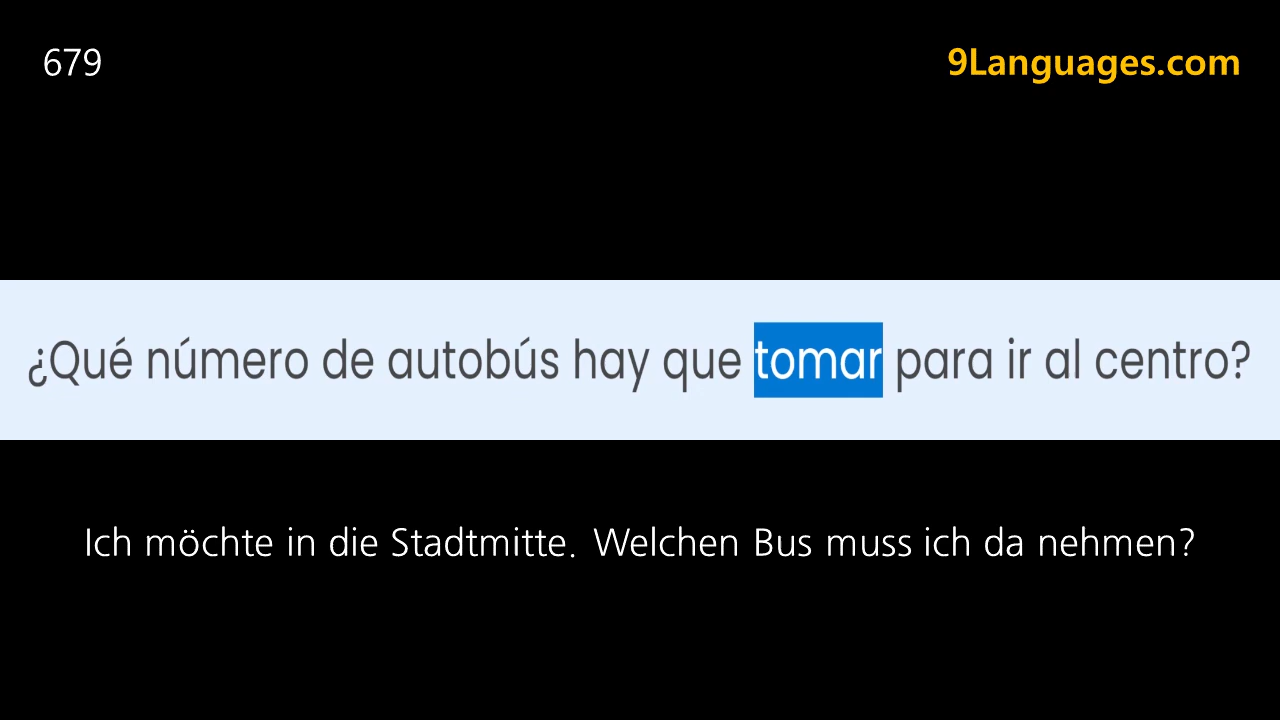 679
9Languages.com
¿Qué número de autobús hay que tomar para ir al centro?
Ich möchte in die Stadtmitte. Welchen Bus muss ich da nehmen?